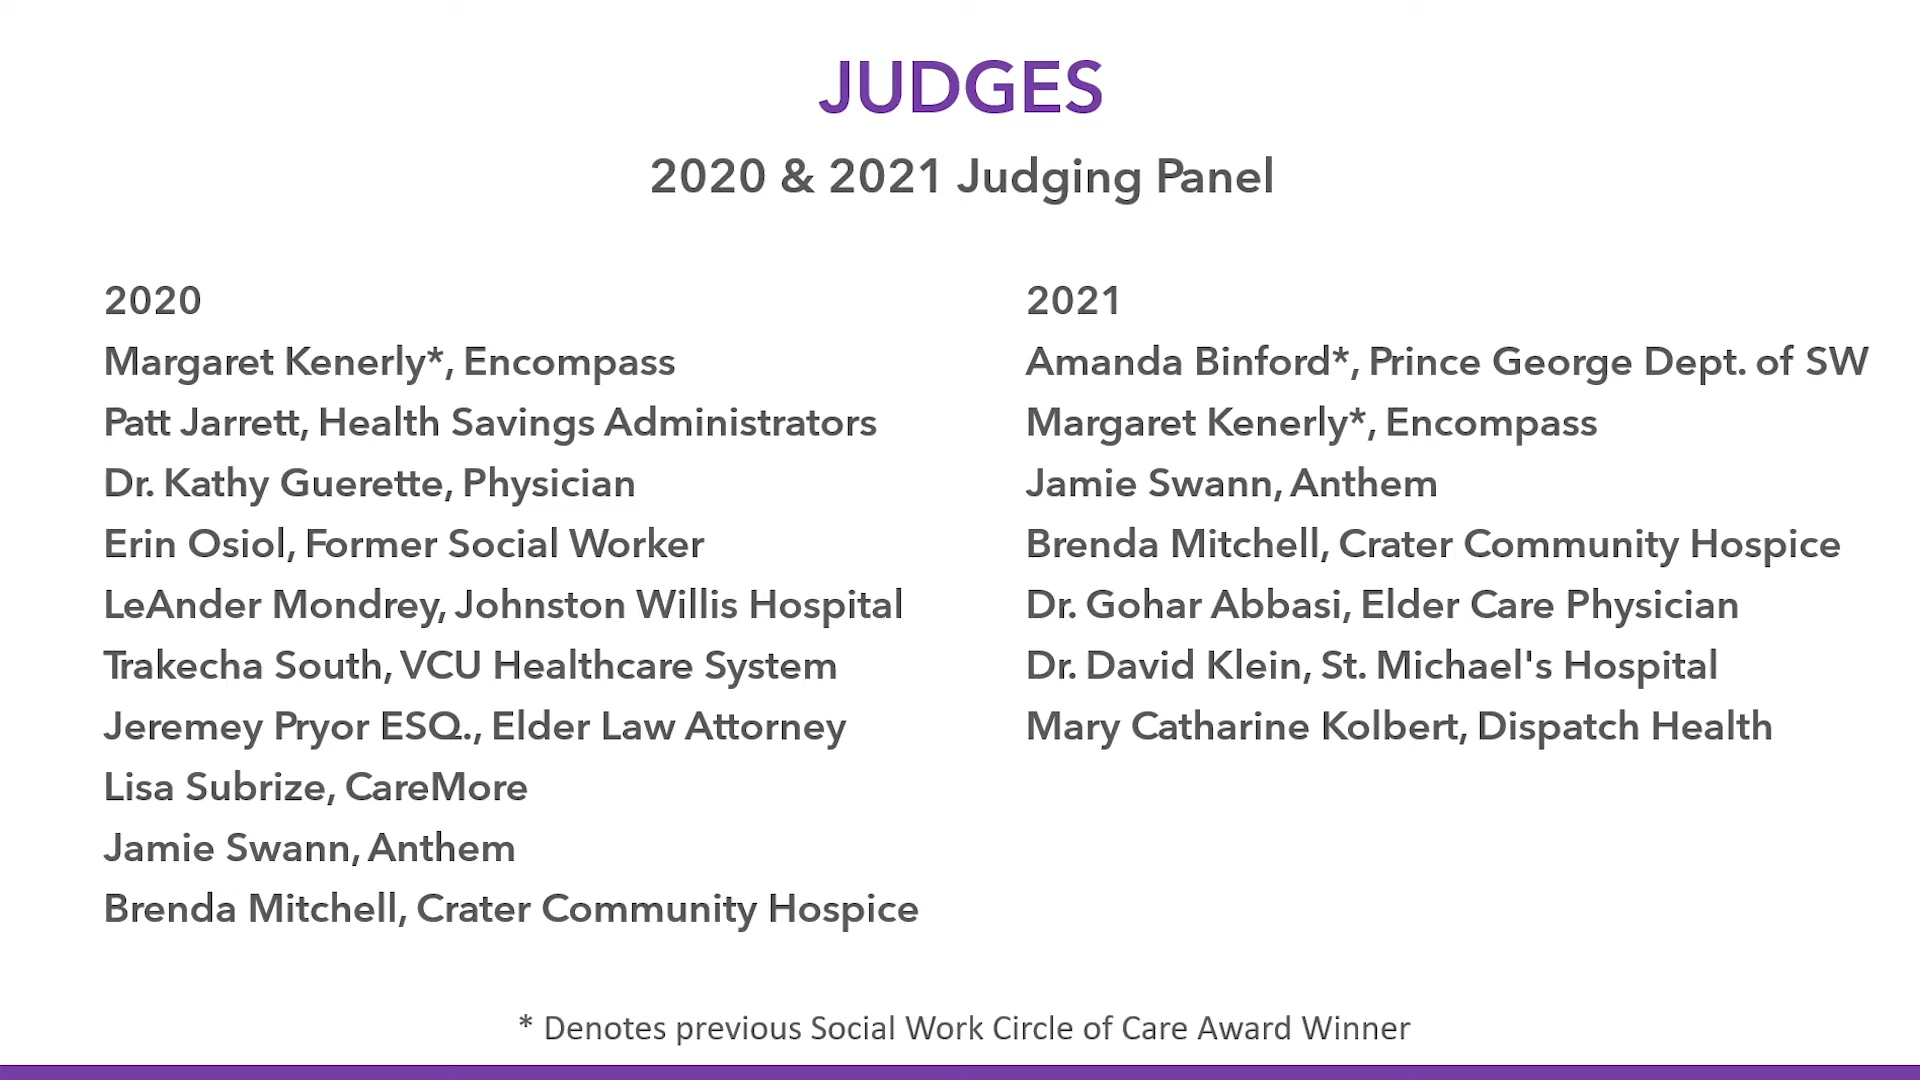 JUDGES
2020 & 2021 Judging Panel
2020
Margaret Kenerly*, Encompass
Patt Jarrett, Health Savings Administrators
Dr. Kathy Guerette, Physician
Erin Osiol, Former Social Worker
LeAnder Mondrey, Johnston Willis Hospital
Trakecha South, VCU Healthcare System
Jeremey Pryor ESQ., Elder Law Attorney
Lisa Subrize, CareMore
Jamie Swann, Anthem
Brenda Mitchell, Crater Community Hospice
2021
Amanda Binford*, Prince George Dept. of SW
Margaret Kenerly*, Encompass
Jamie Swann, Anthem
Brenda Mitchell, Crater Community Hospice
Dr. Gohar Abbasi, Elder Care Physician
Dr. David Klein, St. Michael's Hospital
Mary Catharine Kolbert, Dispatch Health
* Denotes previous Social Work Circle of Care Award Winner